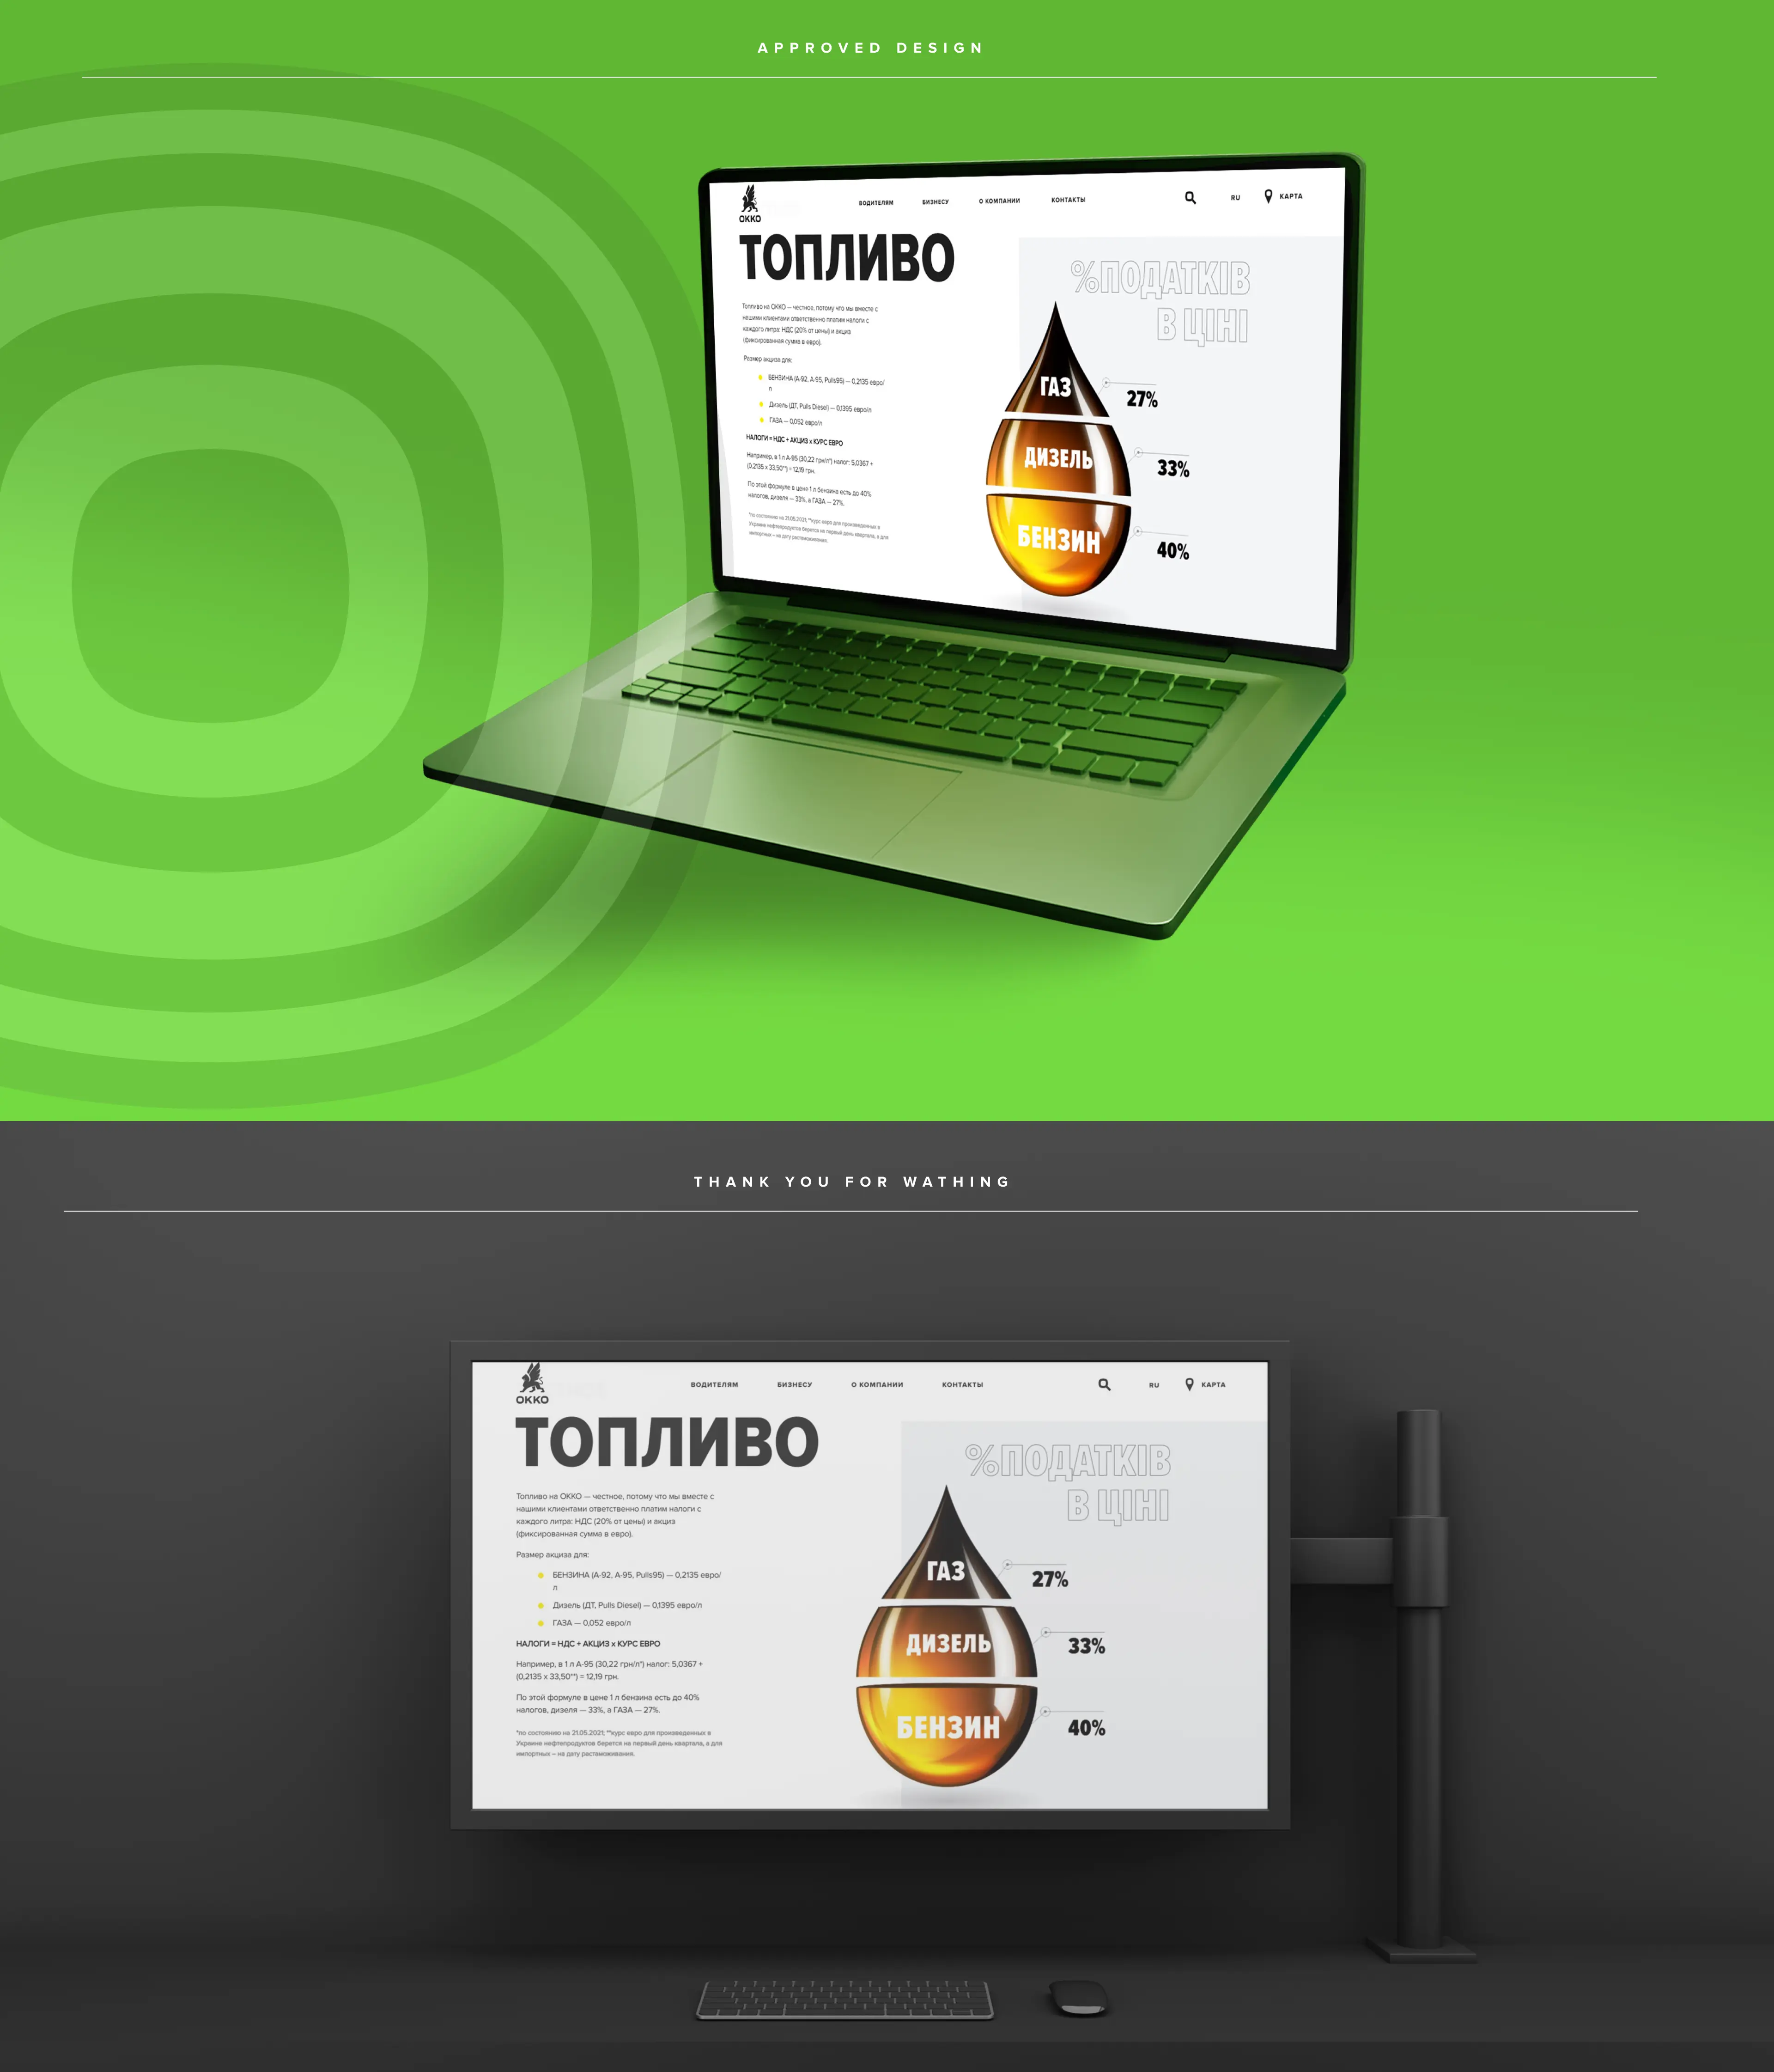 APPROVED DESIGN
ОККО
ВОДИТЕЛЯМ БИЗНЕСУ О КОМПАНИИ КОНТАКТЫ RU КАРТА
ТОПЛИВО
Топливо на ОККО — честное, потому что мы вместе с
нашими клиентами ответственно платим налоги с
каждого литра: НДС (20% от цены) и акциз
(фиксированная сумма в евро).
Размер акциза для:
БЕНЗИНА (А-92, А-95, Pulls95) — 0,2135 евро/
л
Дизель (ДТ, Pulls Diesel) — 0,1395 евро/л
ГАЗА — 0,052 евро/л
НАЛОГИ = НДС + АКЦИЗ х КУРС ЕВРО
Например, в 1 л А-95 (30,22 грн/л*) налог: 5,0367 +
(0,2135 х 33,50**) = 12,19 грн.
По этой формуле в цене 1 л бензина есть до 40%
налогов, дизеля — 33%, а ГАЗА — 27%.
*по состоянию на 21.05.2021; **курс евро для произведенных в
Украине нефтепродуктов берется на первый день квартала, а для
импортных – на дату растаможивания.
%ПОДАТКІВ
В ЦІНІ
ГАЗ
27%
ДИЗЕЛЬ
33%
БЕНЗИН
40%
THANK YOU FOR WATHING
ОККО
ВОДИТЕЛЯМ БИЗНЕСУ О КОМПАНИИ КОНТАКТЫ RU КАРТА
ТОПЛИВО
Топливо на ОККО — честное, потому что мы вместе с
нашими клиентами ответственно платим налоги с
каждого литра: НДС (20% от цены) и акциз
(фиксированная сумма в евро).
Размер акциза для:
БЕНЗИНА (А-92, А-95, Pulls95) — 0,2135 евро/
л
Дизель (ДТ, Pulls Diesel) — 0,1395 евро/л
ГАЗА — 0,052 евро/л
НАЛОГИ = НДС + АКЦИЗ х КУРС ЕВРО
Например, в 1 л А-95 (30,22 грн/л*) налог: 5,0367 +
(0,2135 х 33,50**) = 12,19 грн.
По этой формуле в цене 1 л бензина есть до 40%
налогов, дизеля — 33%, а ГАЗА — 27%.
*по состоянию на 21.05.2021; **курс евро для произведенных в
Украине нефтепродуктов берется на первый день квартала, а для
импортных – на дату растаможивания.
%ПОДАТКІВ
В ЦІНІ
ГАЗ
27%
ДИЗЕЛЬ
33%
БЕНЗИН
40%